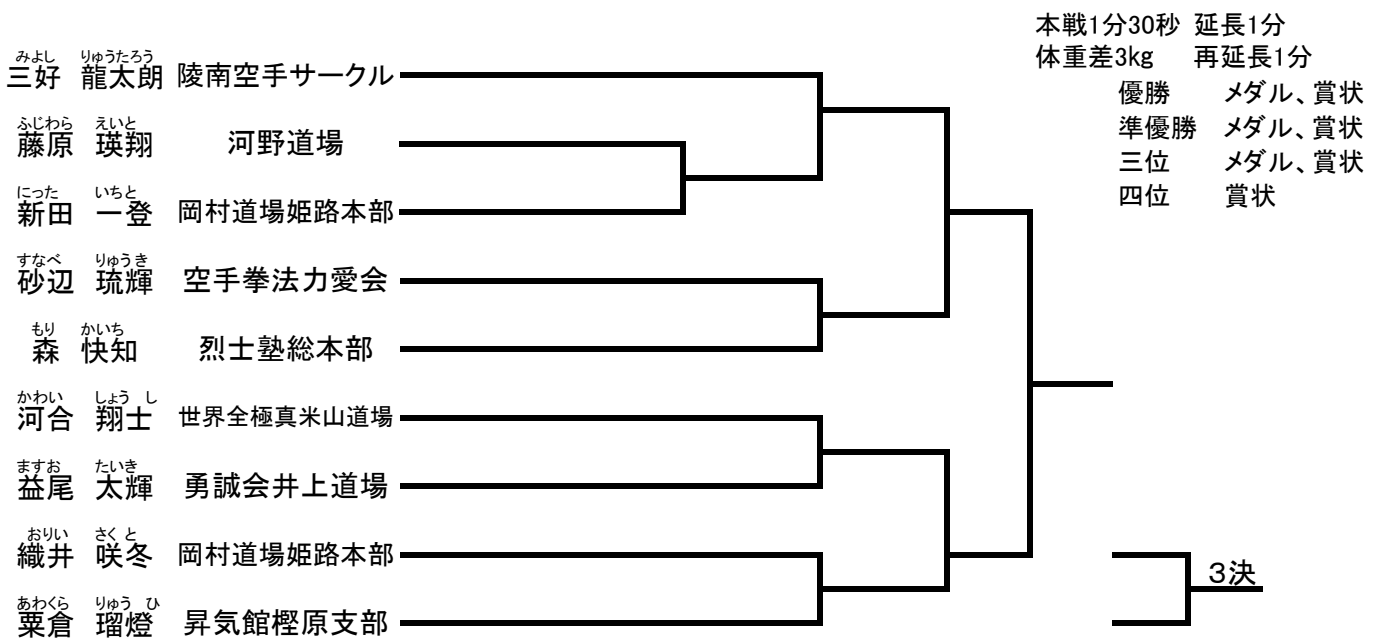 本戦1分30秒 延長1分
体重差3kg 再延長1分
優勝 メダル、賞状
準優勝 メダル、賞状
三位 メダル、賞状
四位 賞状
みよし りゅうたろう
三好 龍太朗 陵南空手サークル
ふじわら えいと
藤原 瑛翔 河野道場
にった いちと
新田 一登 岡村道場姫路本部
すなべ りゅうき
砂辺 琉輝 空手拳法力愛会
もり かいち
森 快知 烈士塾総本部
かわい しょう し
河合 翔士 世界全極真米山道場
ますお たいき
益尾 太輝 勇誠会井上道場
おりい さく と
織井 咲冬 岡村道場姫路本部
あわくら りゅう ひ
粟倉 瑠燈 昇気館樫原支部
3決